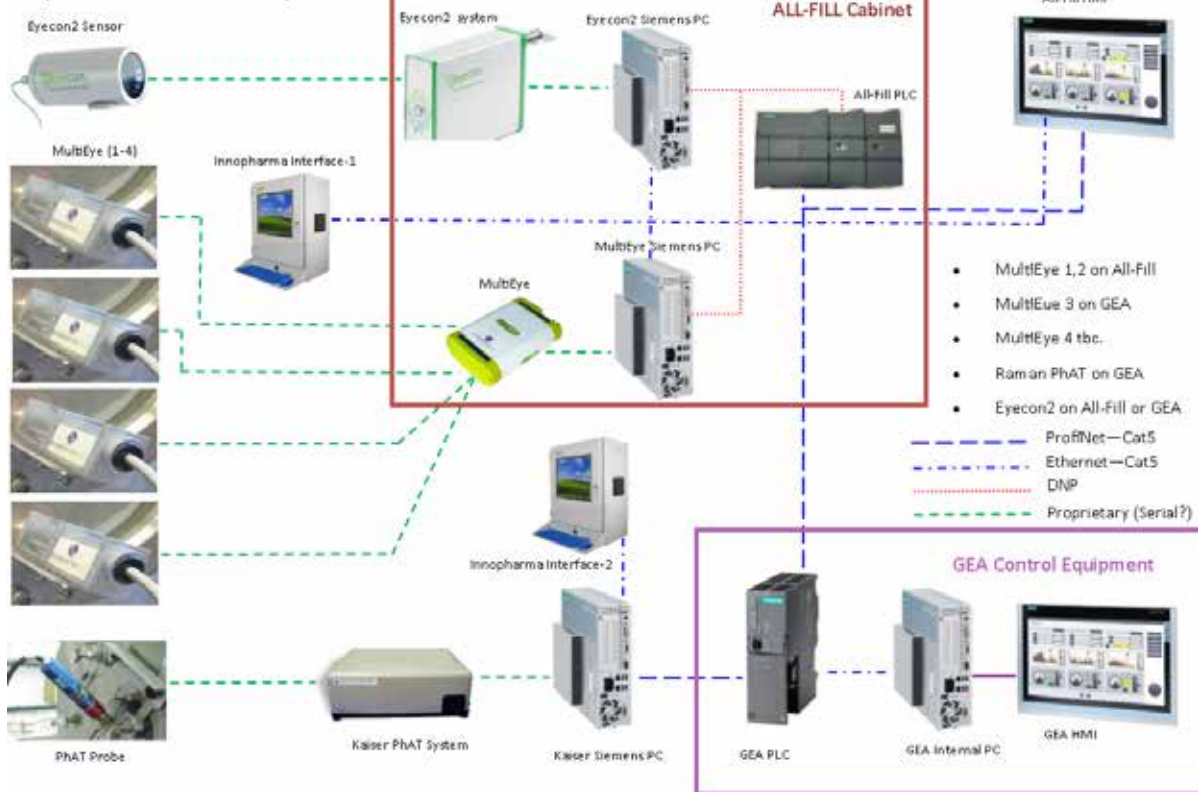 ALL-FILL Cabinet
Eyecon2 system
Eyecon2 Siemens PC
Eyecon2 Sensor
All-Fill PLC
MultiEye (1-4)
Innopharma Interface-1
MultiEye Siemens PC
MultiEye
• MultiEye 1,2 on All-Fill
• MultiEue 3 on GEA
• MultiEye 4 tbc.
• Raman PhAT on GEA
• Eyecon2 on All-Fill or GEA
ProfiNet—Cat5
Ethernet—Cat5
DNP
Proprietary (Serial?)
Innopharma Interface-2
GEA Control Equipment
PhAT Probe
Kaiser PhAT System
Kaiser Siemens PC
GEA PLC
GEA Internal PC
GEA HMI